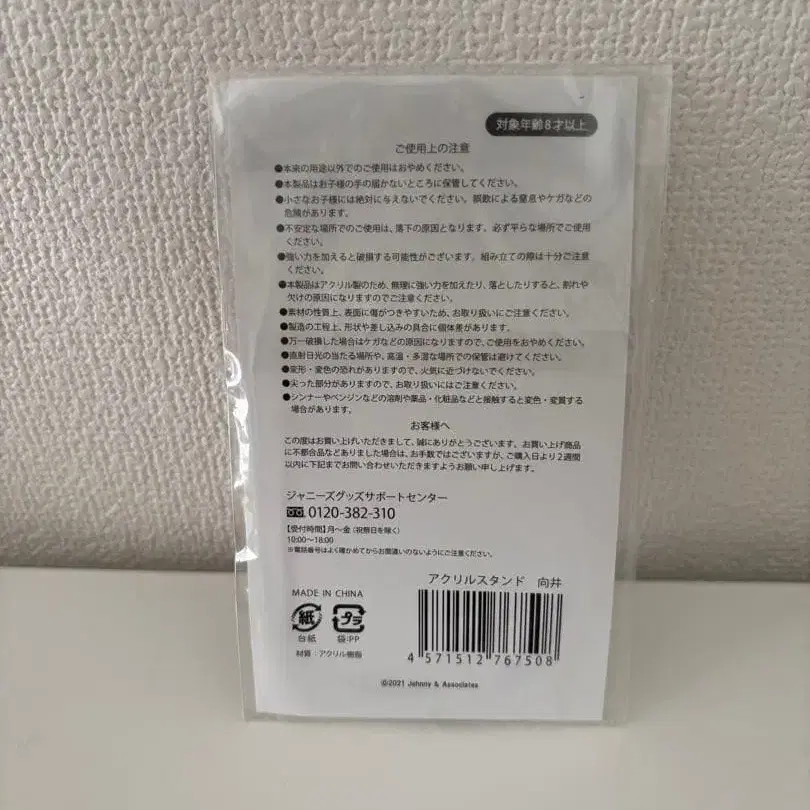 対象年齢8才以上
ご使用上の注意
●本来の用途以外でのご使用はおやめください。
●本製品はお子様の手の届かないところに保管してください。
●小さなお子様には絶対に与えないでください。誤飲による窒息やケガなどの
危険があります。
●不安定な場所でのご使用は、落下の原因となります。必ず平らな場所でご使用
ください。
●強い力を加えると破損する可能性がございます。組み立ての際は十分ご注意
ください。
●本製品はアクリル製のため、無理に強い力を加えたり、落としたりすると、割れや
欠けの原因になりますのでご注意ください。
●素材の性質上、表面に傷がつきやすいため、お取り扱いにご注意ください。
●製造の工程上、形状や差し込みの具合に個体差があります。
●万一破損した場合はケガなどの原因になりますので、ご使用をおやめください。
●直射日光の当たる場所や、高温・多湿な場所での保管は避けてください。
●変形・変色の恐れがありますので、火気に近づけないでください。
●尖った部分がありますので、お取り扱いにはご注意ください。
●シンナーやベンジンなどの溶剤や薬品・化粧品などと接触すると変色・変質する
場合があります。
お客様へ
この度はお買い上げいただきまして、誠にありがとうございます。お買い上げ商品
に不都合品などありました場合は、お手数ではございますが、ご購入日より2週間
以内に下記までお問い合わせいただきますようお願い申し上げます。
ジャニーズグッズサポートセンター
0120-382-310
【受付時間】月~金(祝祭日を除く)
10:00~18:00
※電話番号はよく確かめてからお間違いのないようにご注意ください。
アクリルスタンド 向井
MADE IN CHINA
紙 プラ
台紙 袋:PP
材質:アクリル樹脂
4 571512 767508
©2021 Johnny & Associates